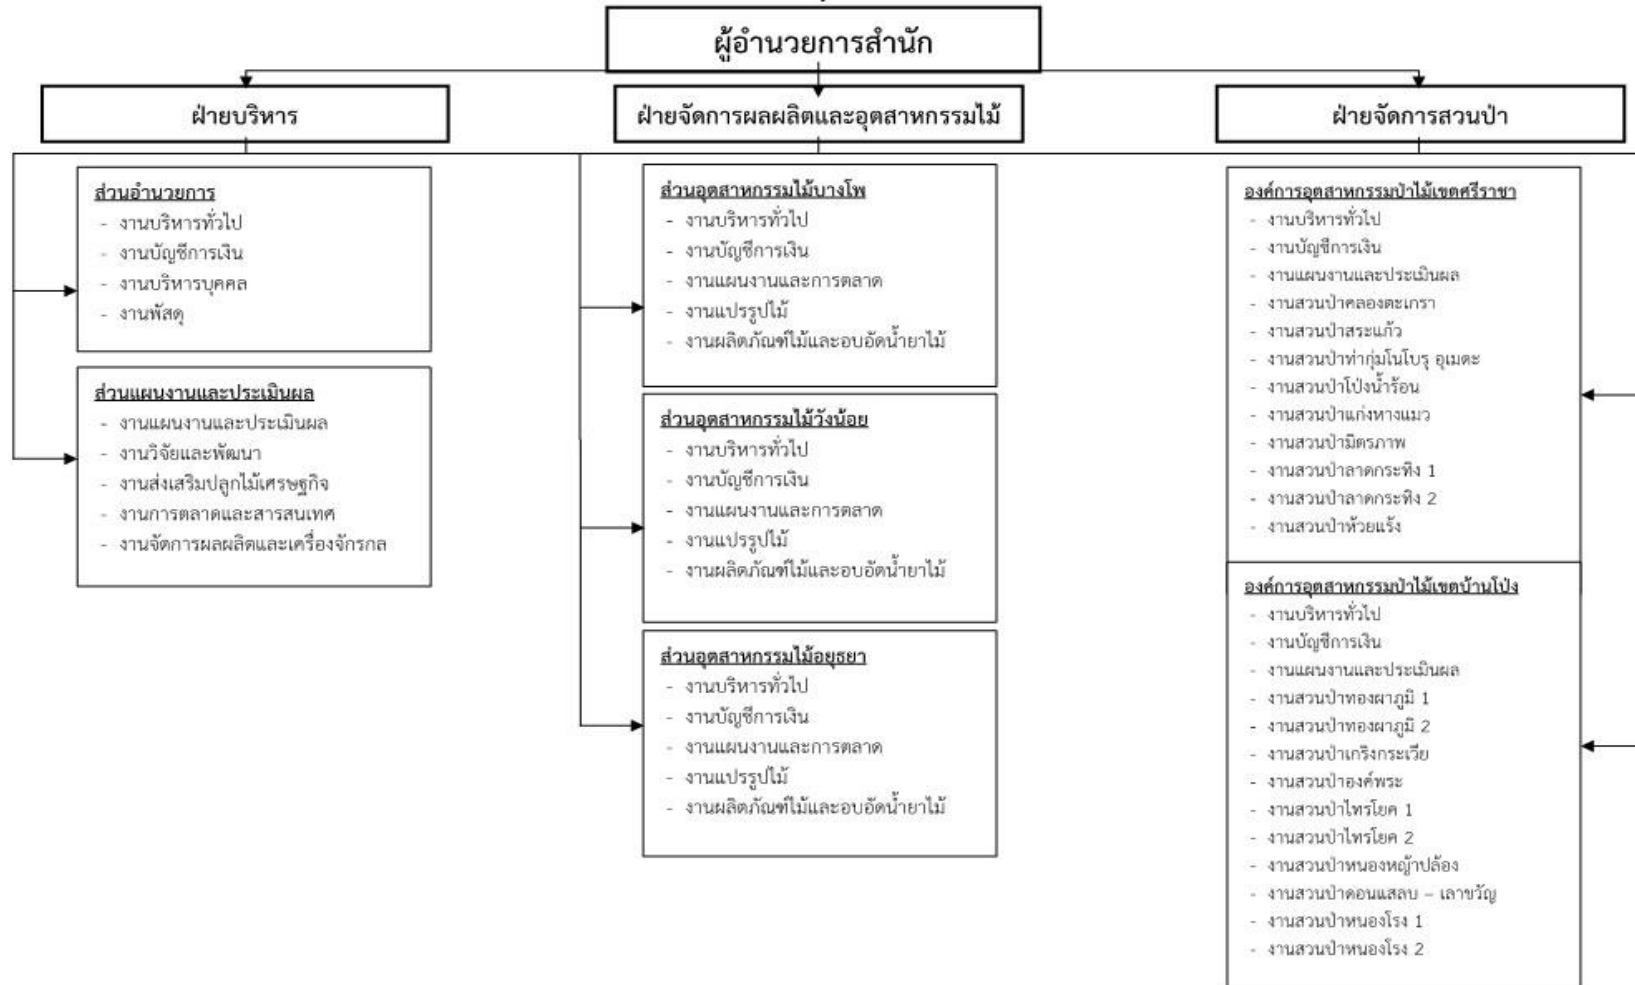 ผู้อำนวยการสำนัก
ฝ่ายบริหาร
ฝ่ายจัดการผลผลิตและอุตสาหกรรมไม้
ฝ่ายจัดการสวนป่า
ส่วนอำนวยการ
- งานบริหารทั่วไป
- งานบัญชีการเงิน
- งานบริหารบุคคล
- งานพัสดุ
ส่วนแผนงานและประเมินผล
- งานแผนงานและประเมินผล
- งานวิจัยและพัฒนา
- งานส่งเสริมปลูกไม้เศรษฐกิจ
- งานการตลาดและสารสนเทศ
- งานจัดการผลผลิตและเครื่องจักรกล
ส่วนอุตสาหกรรมไม้บางโพ
- งานบริหารทั่วไป
- งานบัญชีการเงิน
- งานแผนงานและการตลาด
- งานแปรรูปไม้
- งานผลิตภัณฑ์ไม้และอบอัดน้ำยาไม้
ส่วนอุตสาหกรรมไม้วังน้อย
- งานบริหารทั่วไป
- งานบัญชีการเงิน
- งานแผนงานและการตลาด
- งานแปรรูปไม้
- งานผลิตภัณฑ์ไม้และอบอัดน้ำยาไม้
ส่วนอุตสาหกรรมไม้อยุธยา
- งานบริหารทั่วไป
- งานบัญชีการเงิน
- งานแผนงานและการตลาด
- งานแปรรูปไม้
- งานผลิตภัณฑ์ไม้และอบอัดน้ำยาไม้
องค์การอุตสาหกรรมป่าไม้เขตศรีราชา
- งานบริหารทั่วไป
- งานบัญชีการเงิน
- งานแผนงานและประเมินผล
- งานสวนป่าคลองตะเกรา
- งานสวนป่าสระแก้ว
- งานสวนป่าท่ากุ่มโนโบรุ อุเมตะ
- งานสวนป่าโป่งน้ำร้อน
- งานสวนป่าแก่งหางแมว
- งานสวนป่ามิตรภาพ
- งานสวนป่าลาดกระทิง 1
- งานสวนป่าลาดกระทิง 2
- งานสวนป่าห้วยแร้ง
องค์การอุตสาหกรรมป่าไม้เขตบ้านโป่ง
- งานบริหารทั่วไป
- งานบัญชีการเงิน
- งานแผนงานและประเมินผล
- งานสวนป่าทองผาภูมิ 1
- งานสวนป่าทองผาภูมิ 2
- งานสวนป่าเกริงกระเวีย
- งานสวนป่าองค์พระ
- งานสวนป่าไทรโยค 1
- งานสวนป่าไทรโยค 2
- งานสวนป่าหนองหญ้าปล้อง
- งานสวนป่าดอนแสลบ – เลาขวัญ
- งานสวนป่าหนองโรง 1
- งานสวนป่าหนองโรง 2